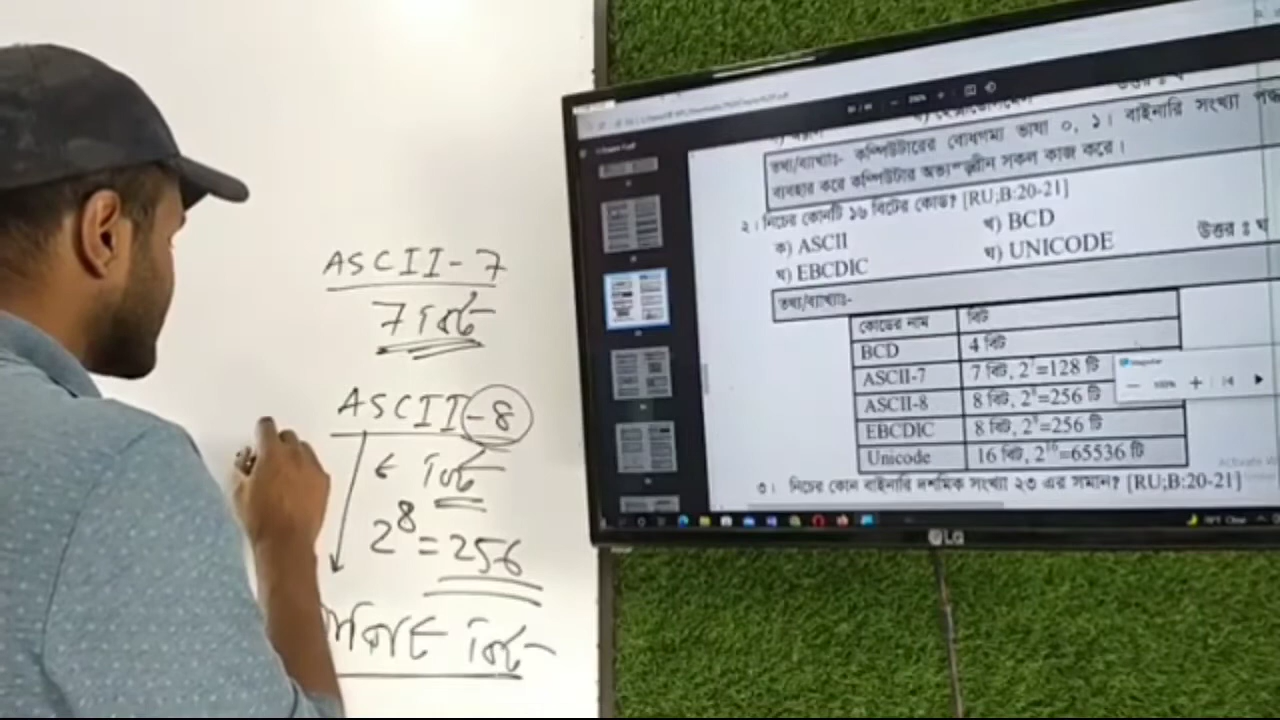 ASCII-7
7 বিট
ASCII-8
৮ বিট
2⁸=256
প্যারিটি বিট
তথ্য/ব্যাখ্যাঃ- কম্পিউটারের বোধগম্য ভাষা ০, ১। বাইনারি সংখ্যা
ব্যবহার করে কম্পিউটার অভ্যন্তরীন সকল কাজ করে।
২। নিচের কোনটি ১৬ বিটের কোড? [RU;B:20-21]
ক) ASCII খ) BCD
ঘ) EBCDIC ঘ) UNICODE উত্তর ঃ ঘ
তথ্য/ব্যাখ্যাঃ-
কোডের নাম বিট
BCD 4 বিট
ASCII-7 7 বিট, 2⁷=128 টি
ASCII-8 8 বিট, 2⁸=256 টি
EBCDIC 8 বিট, 2⁸=256 টি
Unicode 16 বিট, 2¹⁶=65536 টি
৩। নিচের কোন বাইনারি দশমিক সংখ্যা ২৩ এর সমান? [RU;B:20-21]
Magnifier
100%
LG